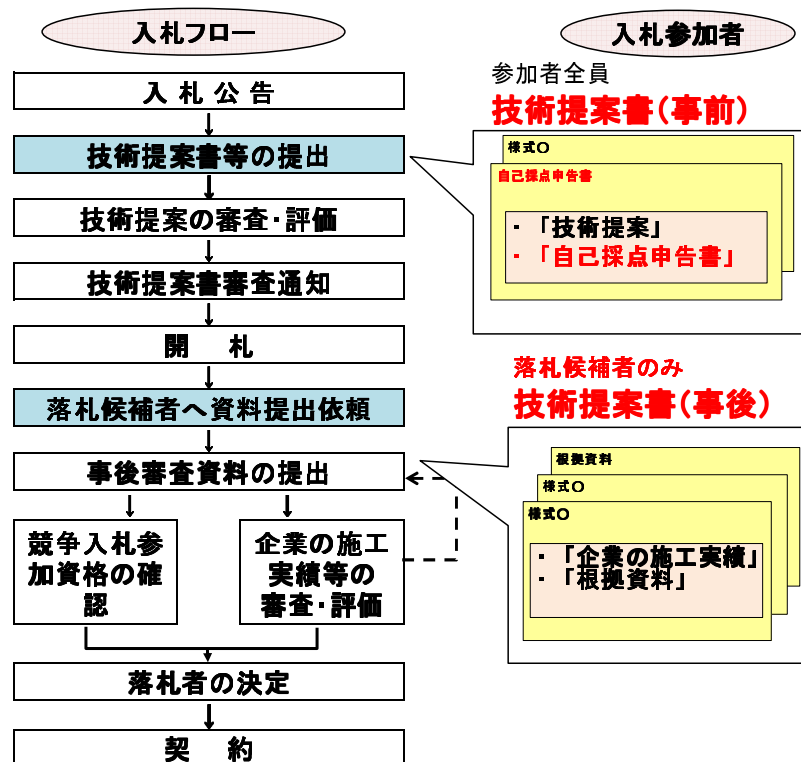 入札フロー
入 札 公 告
技術提案書等の提出
技術提案の審査・評価
技術提案書審査通知
開 札
落札候補者へ資料提出依頼
事後審査資料の提出
競争入札参
加資格の確
認
企業の施工
実績等の
審査・評価
落札者の決定
契 約
入札参加者
参加者全員
技術提案書(事前)
様式〇
自己採点申告書
・「技術提案」
・「自己採点申告書」
落札候補者のみ
技術提案書(事後)
根拠資料
様式〇
様式〇
・「企業の施工実績」
・「根拠資料」